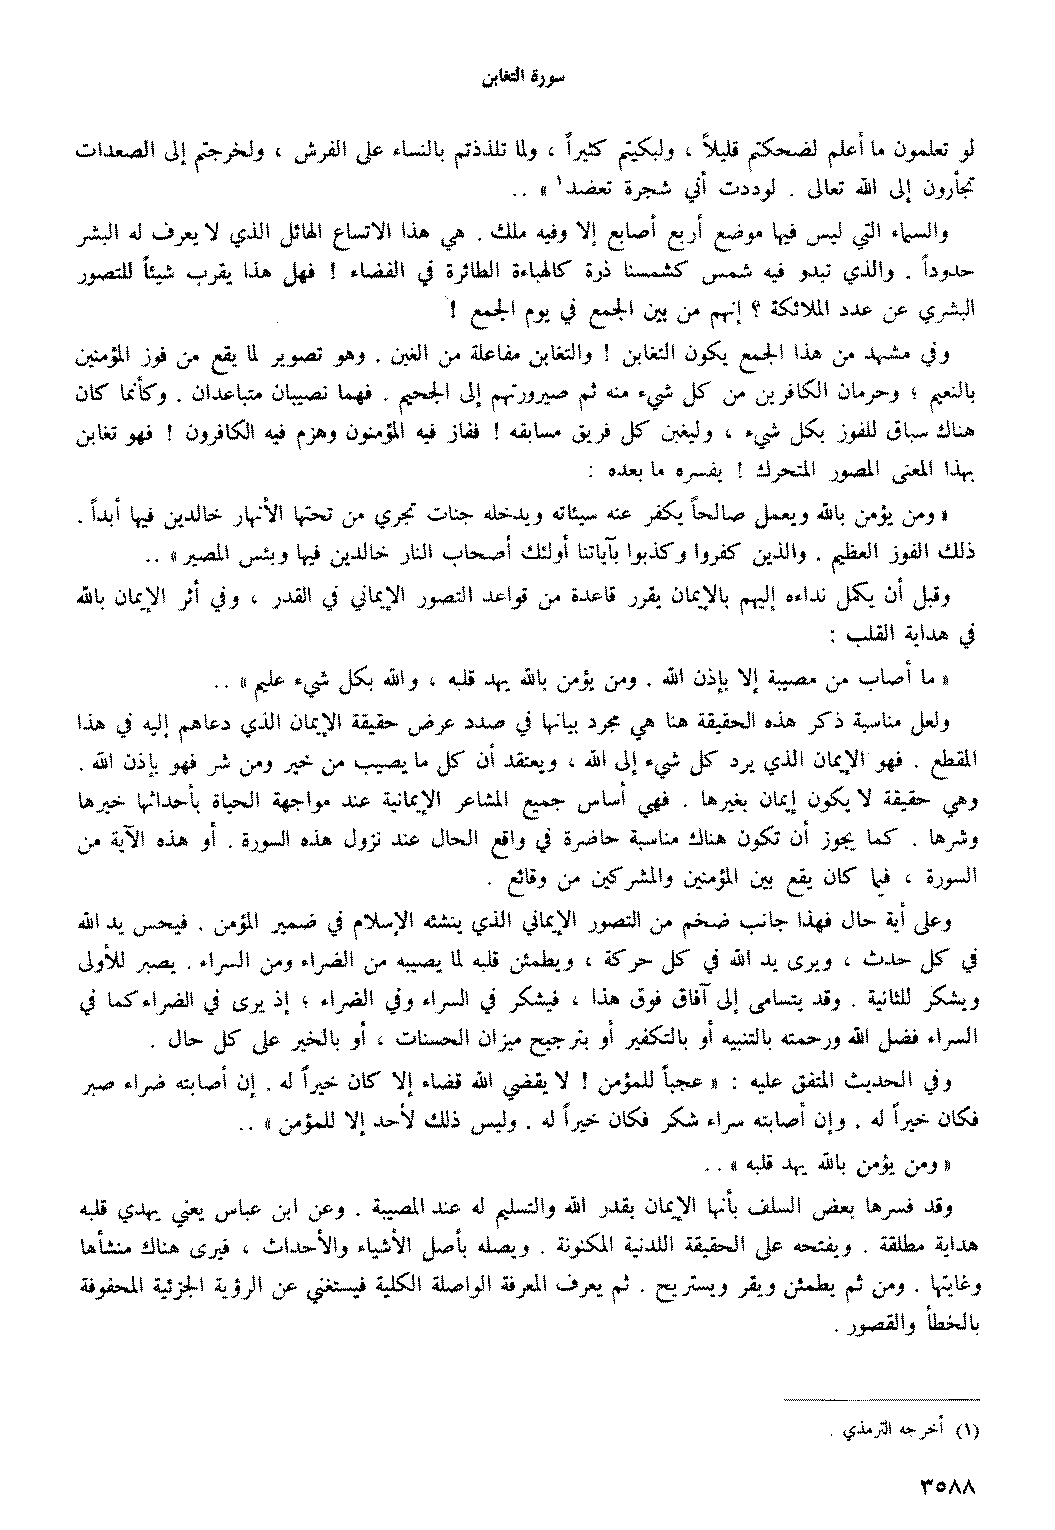 سورة التغابن
لو تعلمون ما أعلم لضحكتم قليلاً ، ولبكيتم كثيراً ، ولما تلذذتم بالنساء على الفرش ، ولخرجتم إلى الصعدات
تجأرون إلى الله تعالى . لوددت أني شجرة تعضد¹ » ..
والسماء التي ليس فيها موضع أربع أصابع إلا وفيه ملك . هي هذا الاتساع الهائل الذي لا يعرف له البشر
حدوداً . والذي تبدو فيه شمس كشمسنا ذرة كالهباءة الطائرة في الفضاء ! فهل هذا يقرب شيئاً للتصور
البشري عن عدد الملائكة ؟ إنهم من بين الجمع في يوم الجمع !
وفي مشهد من هذا الجمع يكون التغابن ! والتغابن مفاعلة من الغبن . وهو تصوير لما يقع من فوز المؤمنين
بالنعيم ؛ وحرمان الكافرين من كل شيء منه ثم صيرورتهم إلى الجحيم . فهما نصيبان متباعدان . وكأنما كان
هناك سباق للفوز بكل شيء ، وليغبن كل فريق مسابقه ! ففاز فيه المؤمنون وهزم فيه الكافرون ! فهو تغابن
بهذا المعنى المصور المتحرك ! يفسره ما بعده :
« ومن يؤمن بالله ويعمل صالحاً يكفر عنه سيئاته ويدخله جنات تجري من تحتها الأنهار خالدين فيها أبداً .
ذلك الفوز العظيم . والذين كفروا وكذبوا بآياتنا أولئك أصحاب النار خالدين فيها وبئس المصير » ..
وقبل أن يكمل نداءه إليهم بالإيمان يقرر قاعدة من قواعد التصور الإيماني في القدر ، وفي أثر الإيمان بالله
في هداية القلب :
« ما أصاب من مصيبة إلا بإذن الله . ومن يؤمن بالله يهد قلبه ، والله بكل شيء عليم » ..
ولعل مناسبة ذكر هذه الحقيقة هنا هي مجرد بيانها في صدد عرض حقيقة الإيمان الذي دعاهم إليه في هذا
المقطع . فهو الإيمان الذي يرد كل شيء إلى الله ، ويعتقد أن كل ما يصيب من خير ومن شر فهو بإذن الله .
وهي حقيقة لا يكون إيمان بغيرها . فهي أساس جميع المشاعر الإيمانية عند مواجهة الحياة بأحداثها خيرها
وشرها . كما يجوز أن تكون هناك مناسبة حاضرة في واقع الحال عند نزول هذه السورة . أو هذه الآية من
السورة ، فيما كان يقع بين المؤمنين والمشركين من وقائع .
وعلى أية حال فهذا جانب ضخم من التصور الإيماني الذي ينشئه الإسلام في ضمير المؤمن . فيحس يد الله
في كل حدث ، ويرى يد الله في كل حركة ، ويطمئن قلبه لما يصيبه من الضراء ومن السراء . يصبر للأولى
ويشكر للثانية . وقد يتسامى إلى آفاق فوق هذا ، فيشكر في السراء وفي الضراء ؛ إذ يرى في الضراء كما في
السراء فضل الله ورحمته بالتنبيه أو بالتكفير أو بترجيح ميزان الحسنات ، أو بالخير على كل حال .
وفي الحديث المتفق عليه : « عجباً للمؤمن ! لا يقضي الله قضاء إلا كان خيراً له . إن أصابته ضراء صبر
فكان خيراً له . وإن أصابته سراء شكر فكان خيراً له . وليس ذلك لأحد إلا للمؤمن » ..
« ومن يؤمن بالله يهد قلبه » ..
وقد فسرها بعض السلف بأنها الإيمان بقدر الله والتسليم له عند المصيبة . وعن ابن عباس يعني يهدي قلبه
هداية مطلقة . ويفتحه على الحقيقة اللدنية المكنونة . ويصله بأصل الأشياء والأحداث ، فيرى هناك منشأها
وغايتها . ومن ثم يطمئن ويقر ويستريح . ثم يعرف المعرفة الواصلة الكلية فيستغني عن الرؤية الجزئية المحفوفة
بالخطأ والقصور .
(١) أخرجه الترمذي .
٣٥٨٨